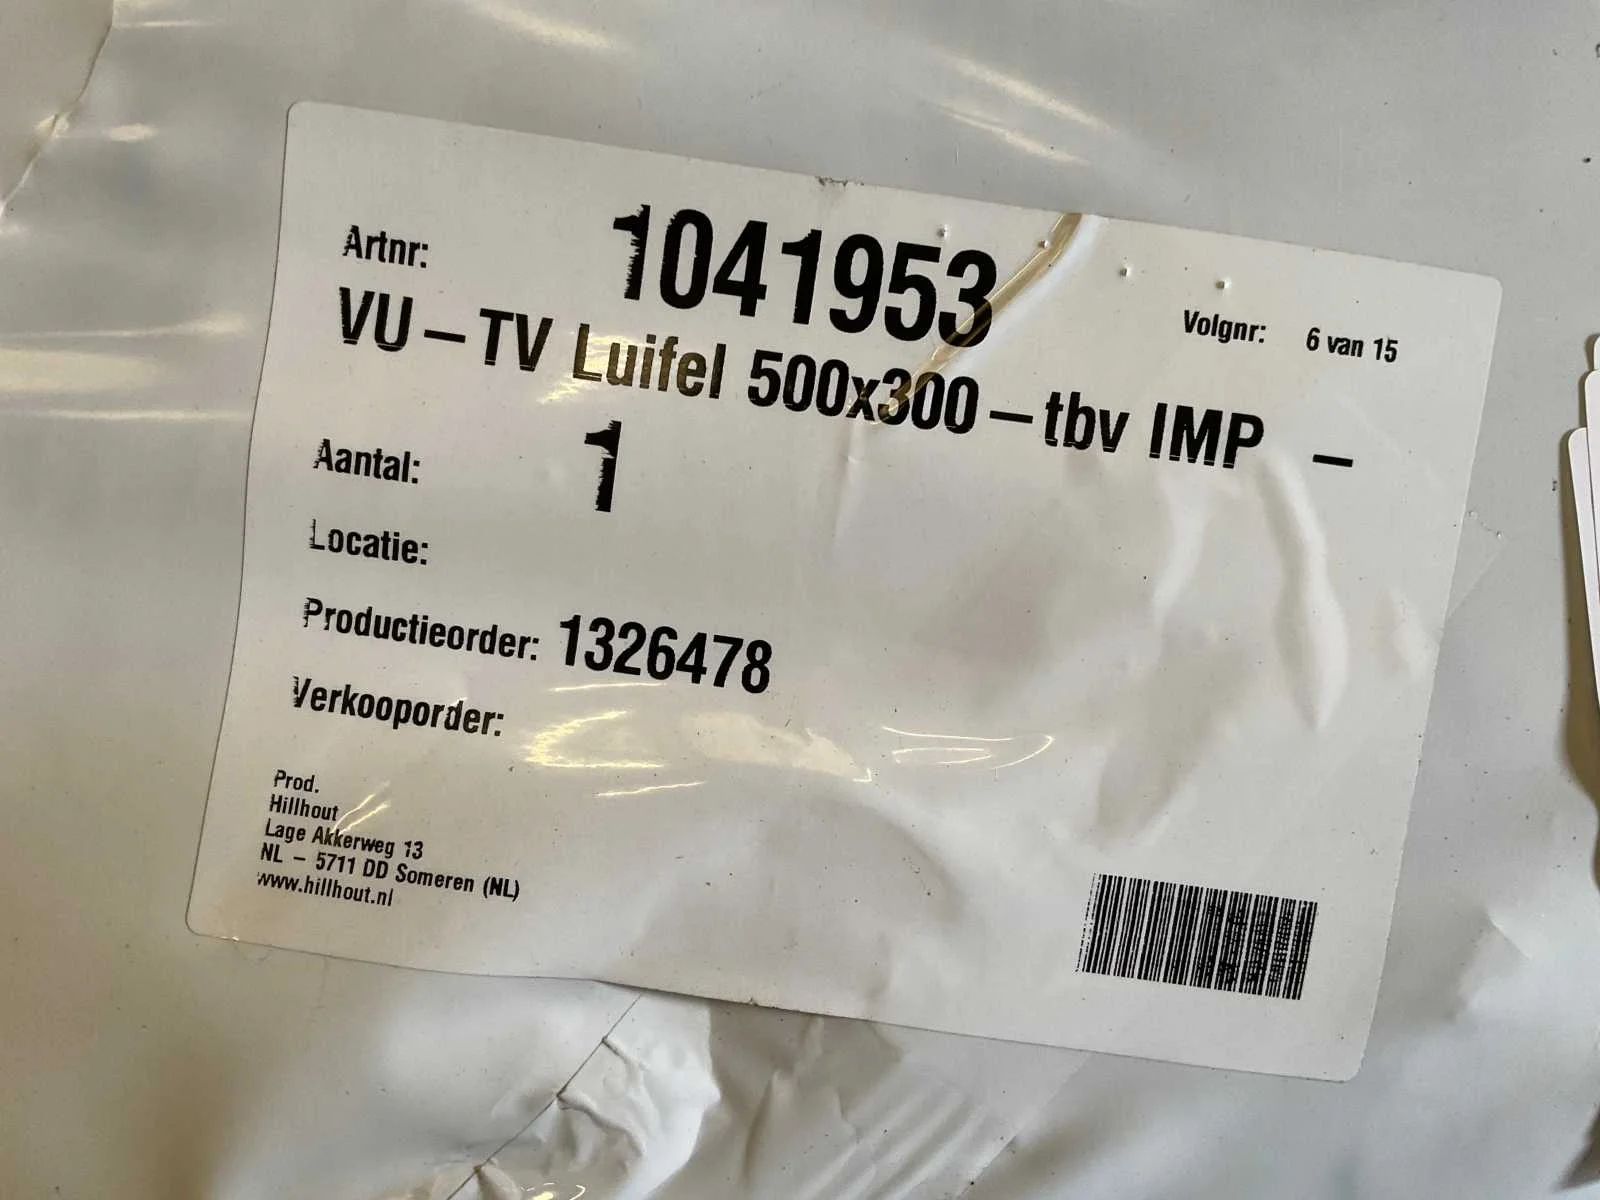 Artnr: 1041953
Volgnr: 6 van 15
VU – TV Luifel 500x300 – tbv IMP –
Aantal: 1
Locatie:
Productieorder: 1326478
Verkooporder:
Prod.
Hillhout
Lage Akkerweg 13
NL – 5711 DD Someren (NL)
www.hillhout.nl